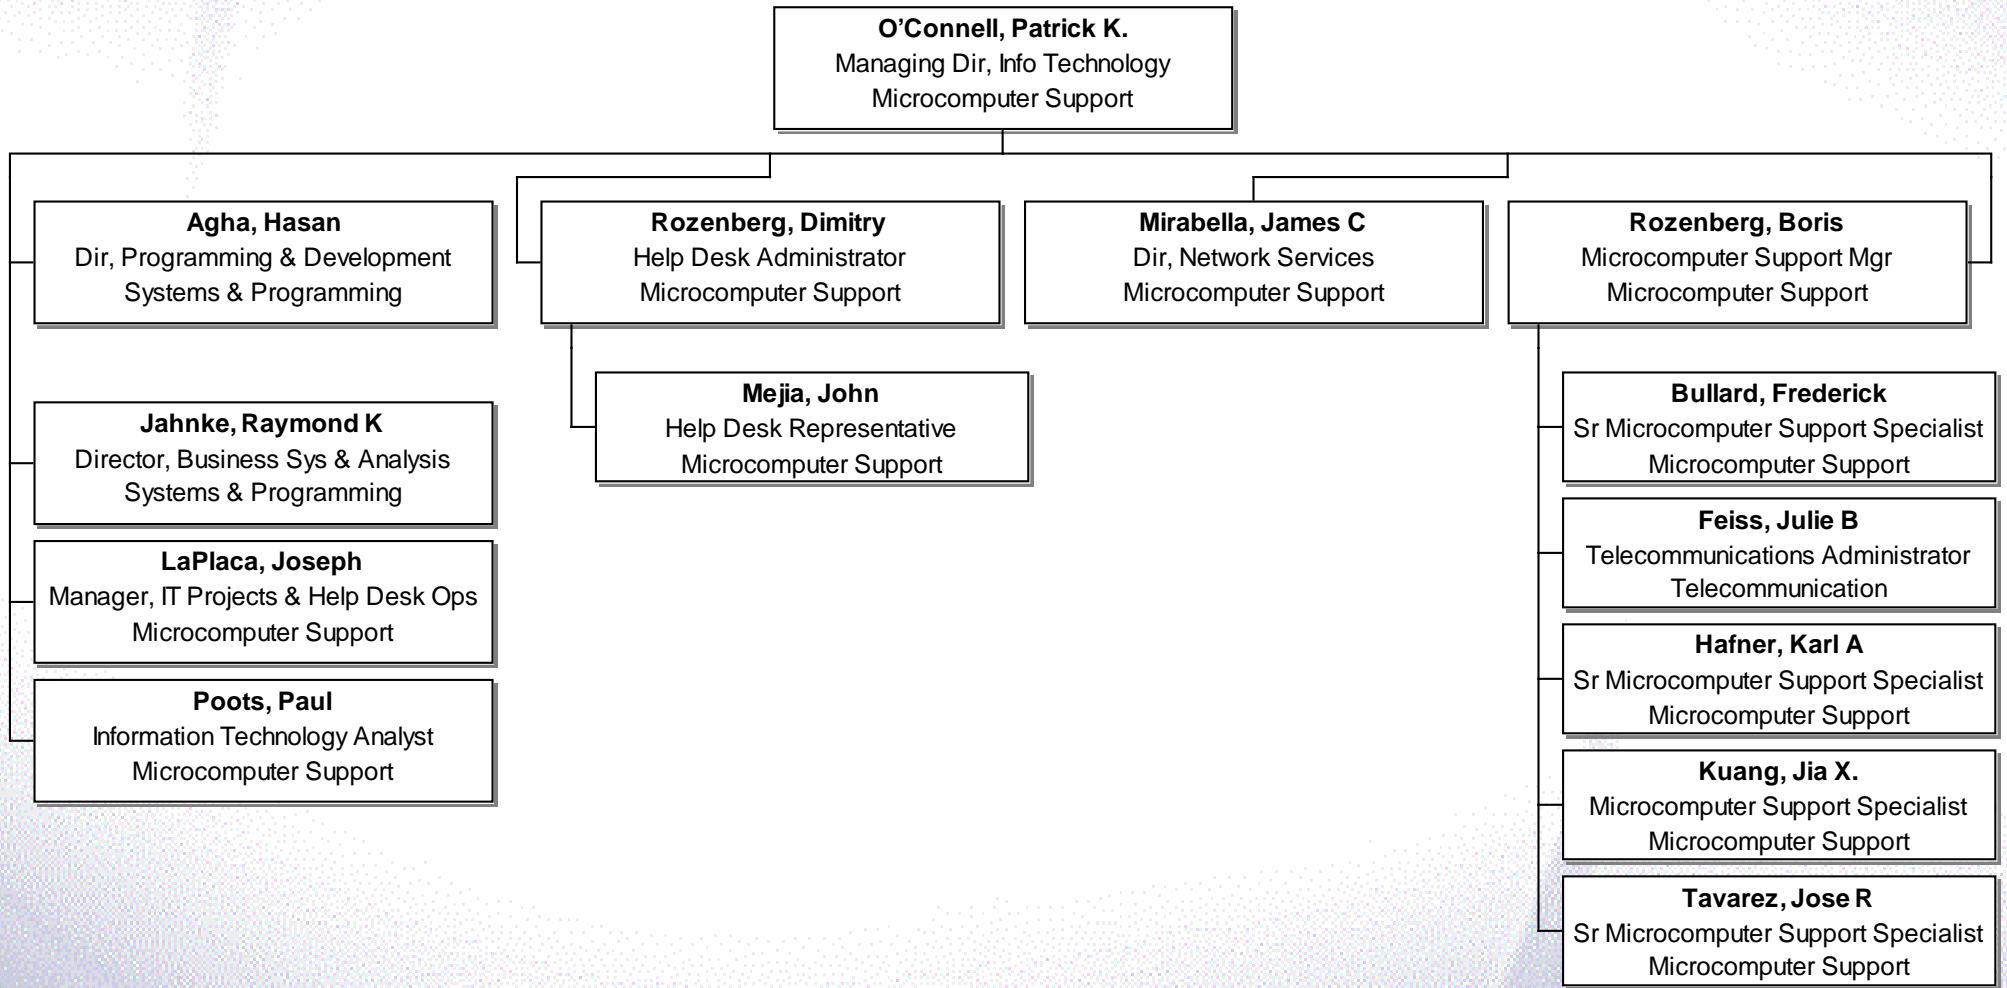 O’Connell, Patrick K.
Managing Dir, Info Technology
Microcomputer Support
Agha, Hasan
Dir, Programming & Development
Systems & Programming
Rozenberg, Dimitry
Help Desk Administrator
Microcomputer Support
Mirabella, James C
Dir, Network Services
Microcomputer Support
Rozenberg, Boris
Microcomputer Support Mgr
Microcomputer Support
Jahnke, Raymond K
Director, Business Sys & Analysis
Systems & Programming
LaPlaca, Joseph
Manager, IT Projects & Help Desk Ops
Microcomputer Support
Poots, Paul
Information Technology Analyst
Microcomputer Support
Mejia, John
Help Desk Representative
Microcomputer Support
Bullard, Frederick
Sr Microcomputer Support Specialist
Microcomputer Support
Feiss, Julie B
Telecommunications Administrator
Telecommunication
Hafner, Karl A
Sr Microcomputer Support Specialist
Microcomputer Support
Kuang, Jia X.
Microcomputer Support Specialist
Microcomputer Support
Tavarez, Jose R
Sr Microcomputer Support Specialist
Microcomputer Support